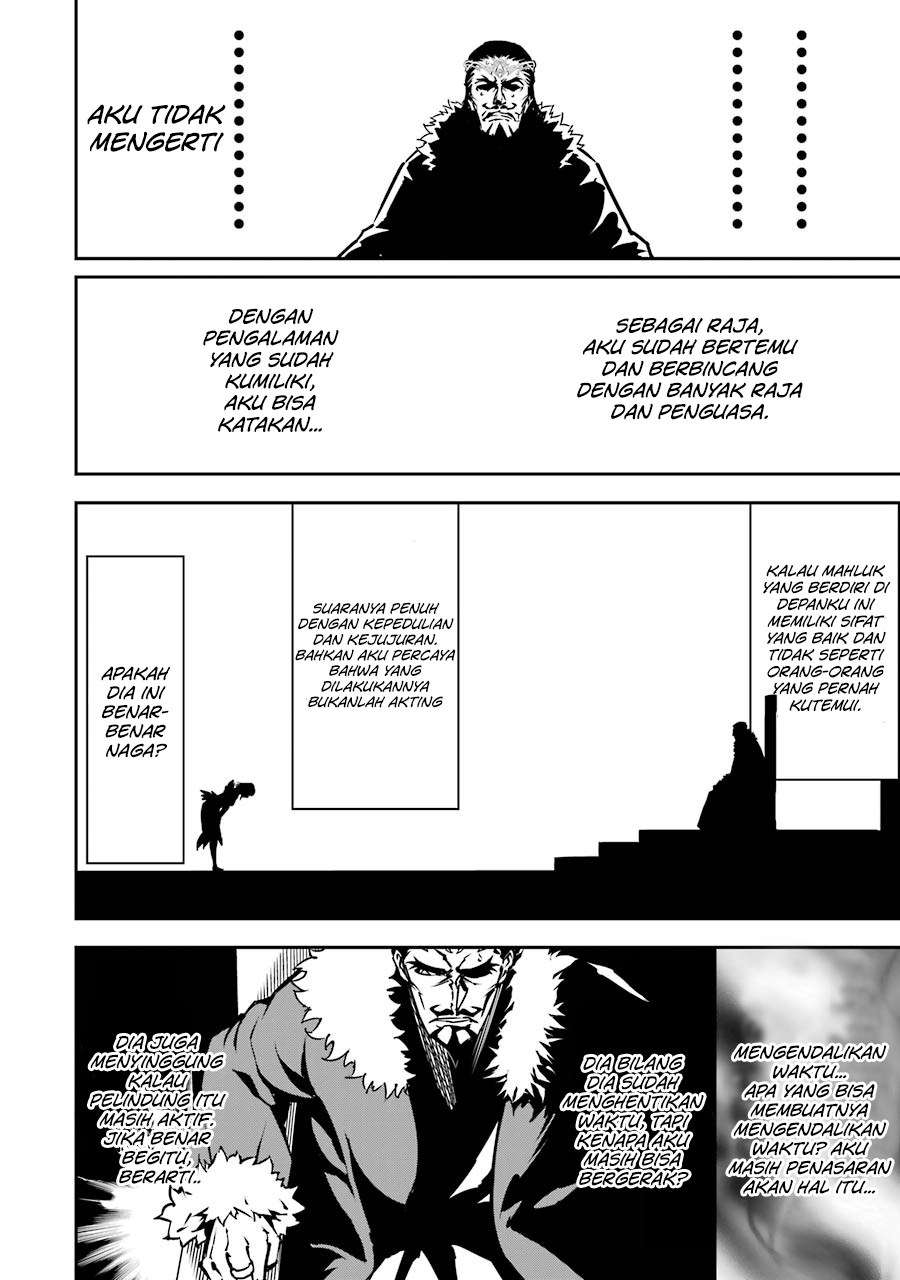 AKU TIDAK
MENGERTI
SEBAGAI RAJA,
AKU SUDAH BERTEMU
DAN BERBINCANG
DENGAN BANYAK RAJA
DAN PENGUASA.
DENGAN
PENGALAMAN
YANG SUDAH
KUMILIKI,
AKU BISA
KATAKAN...
KALAU MAHLUK
YANG BERDIRI DI
DEPANKU INI
MEMILIKI SIFAT
YANG BAIK DAN
TIDAK SEPERTI
ORANG-ORANG
YANG PERNAH
KUTEMUI.
SUARANYA PENUH
DENGAN KEPEDULIAN
DAN KEJUJURAN.
BAHKAN AKU PERCAYA
BAHWA YANG
DILAKUKANNYA
BUKANLAH AKTING
APAKAH
DIA INI
BENAR-
BENAR
NAGA?
MENGENDALIKAN
WAKTU...
APA YANG BISA
MEMBUATNYA
MENGENDALIKAN
WAKTU? AKU
MASIH PENASARAN
AKAN HAL ITU...
DIA BILANG
DIA SUDAH
MENGHENTIKAN
WAKTU, TAPI
KENAPA AKU
MASIH BISA
BERGERAK?
DIA JUGA
MENYINGGUNG
KALAU
PELINDUNG ITU
MASIH AKTIF.
JIKA BENAR
BEGITU,
BERARTI..